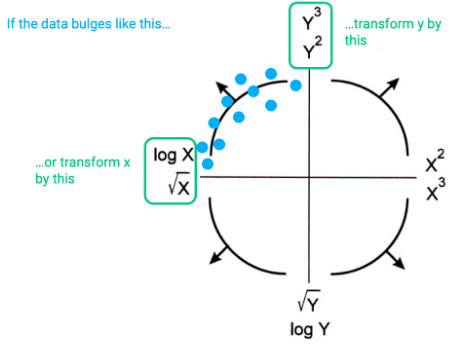 If the data bulges like this...
Y³
Y²
...transform y by
this
...or transform x
by this
log X
√X
X²
X³
√Y
log Y